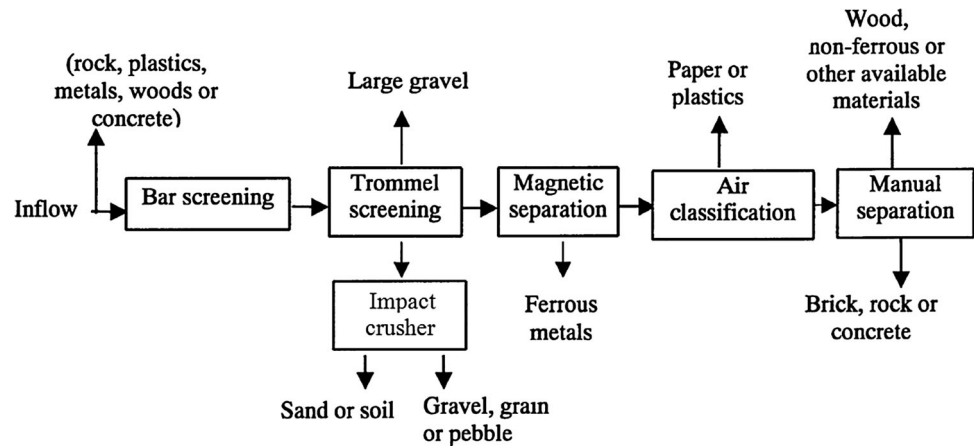 (rock, plastics,
metals, woods or
concrete)
Large gravel
Paper or
plastics
Wood,
non-ferrous or
other available
materials
Inflow
Bar screening
Trommel
screening
Magnetic
separation
Air
classification
Manual
separation
Impact
crusher
Ferrous
metals
Brick, rock or
concrete
Sand or soil
Gravel, grain
or pebble